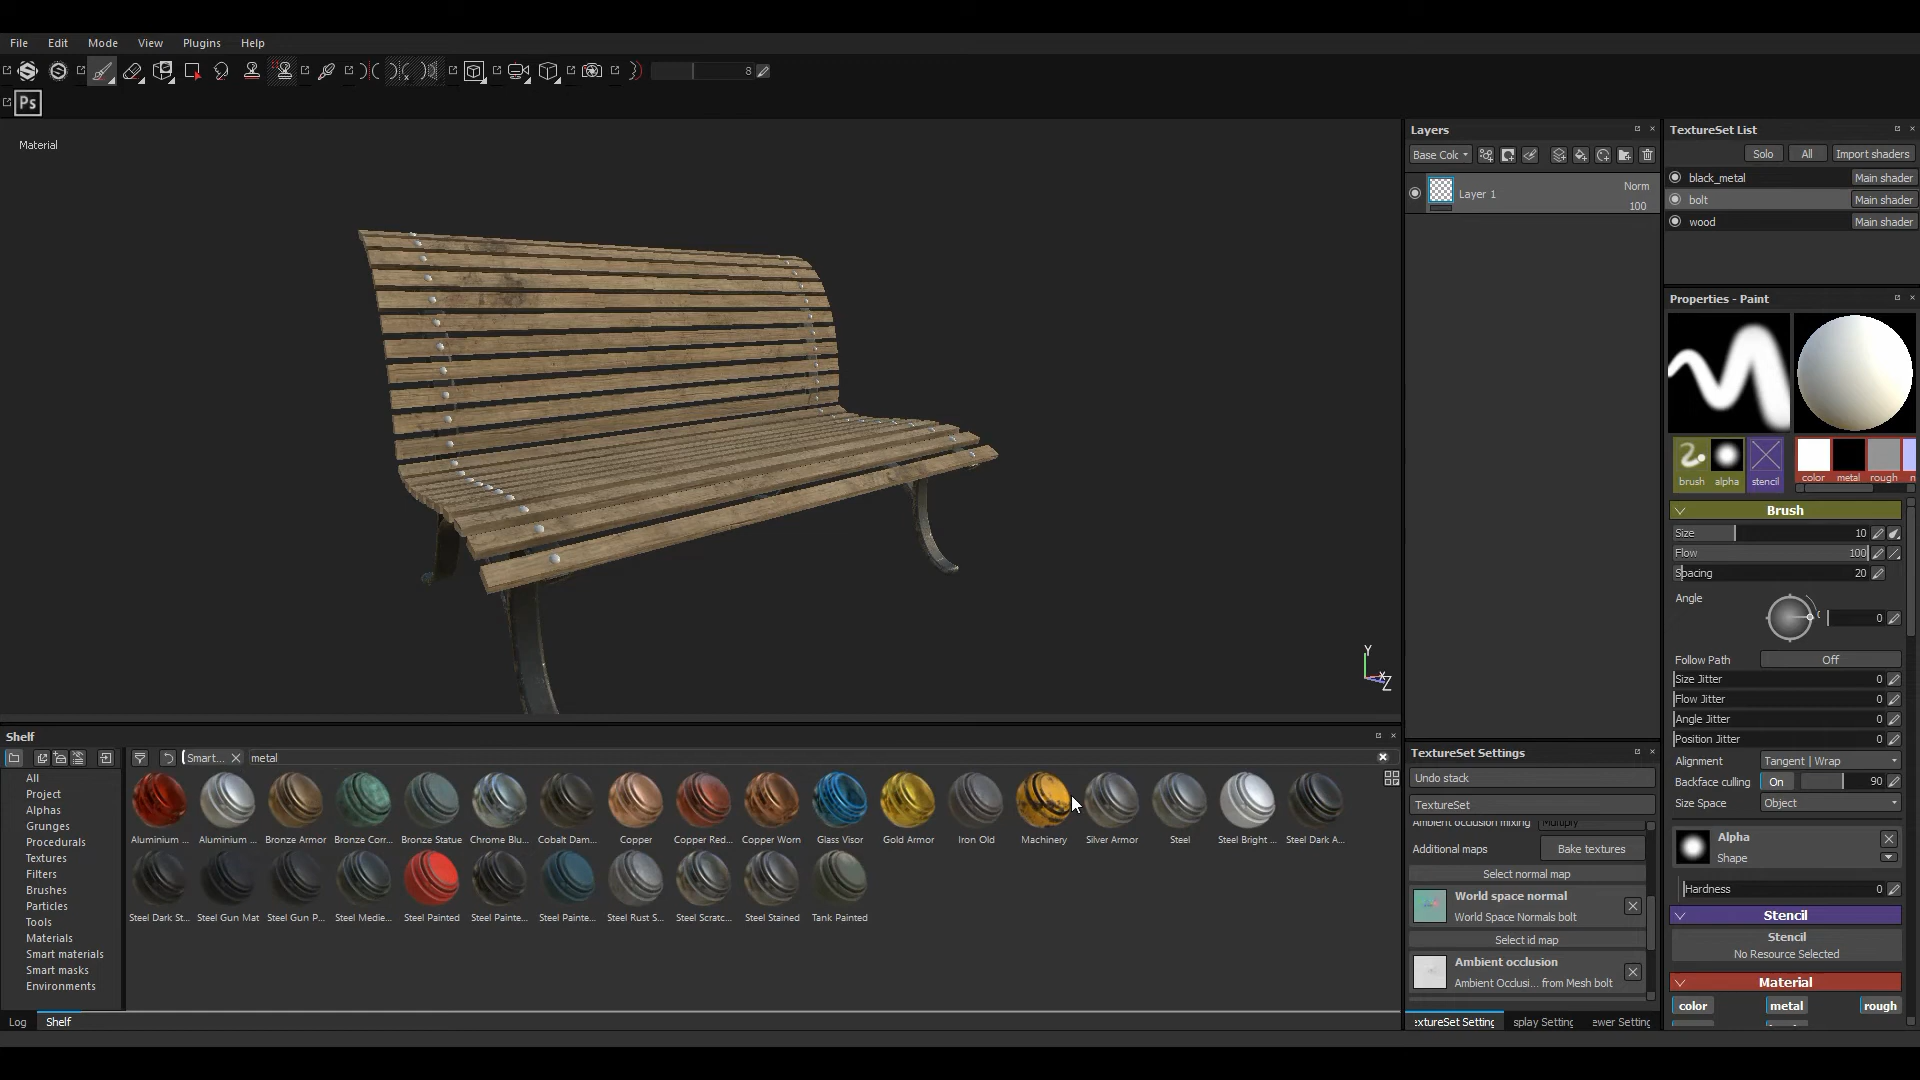 File Edit Mode View Plugins Help
8
Ps
Material
Y
X
Z
Layers
Base Colc
Layer 1
Norm
100
TextureSet List
Solo All Import shaders
black_metal Main shader
bolt Main shader
wood Main shader
Properties - Paint
brush alpha stencil color metal rough
Brush
Size 10
Flow 100
Spacing 20
Angle 0
Follow Path Off
Size Jitter 0
Flow Jitter 0
Angle Jitter 0
Position Jitter 0
Alignment Tangent | Wrap
Backface culling On 90
Size Space Object
Alpha
Shape
Hardness 0
Stencil
Stencil
No Resource Selected
Material
color metal rough
Shelf
Smart... metal
All
Project
Alphas
Grunges
Procedurals
Textures
Filters
Brushes
Particles
Tools
Materials
Smart materials
Smart masks
Environments
Aluminium ... Aluminium ... Bronze Armor Bronze Corr... Bronze Statue Chrome Blu... Cobalt Dam... Copper Copper Red... Copper Worn Glass Visor Gold Armor Iron Old Machinery Silver Armor Steel Steel Bright ... Steel Dark A...
Steel Dark St... Steel Gun Mat Steel Gun P... Steel Medie... Steel Painted Steel Painte... Steel Painte... Steel Rust S... Steel Scratc... Steel Stained Tank Painted
Log Shelf
TextureSet Settings
Undo stack
TextureSet
Ambient occlusion mixing Multiply
Additional maps Bake textures
Select normal map
World space normal
World Space Normals bolt
Select id map
Ambient occlusion
Ambient Occlusi... from Mesh bolt
extureSet Setting splay Setting ewer Setting